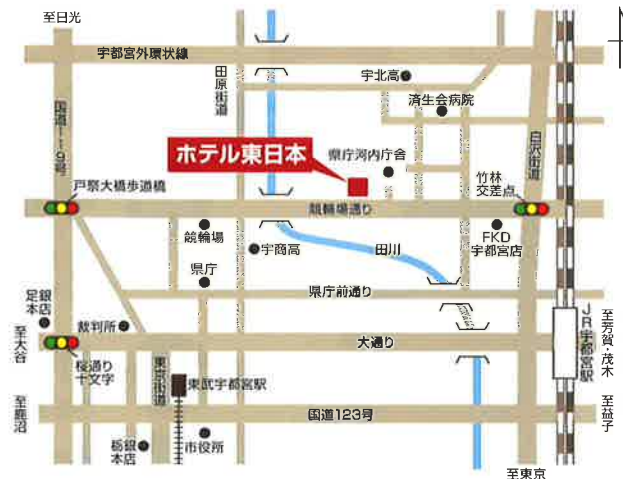 至日光
宇都宮外環状線
田原街道
宇北高
済生会病院
国道119号
白沢街道
ホテル東日本
県庁河内庁舎
戸祭大橋歩道橋
竹林
交差点
競輪場通り
競輪場
宇商高
田川
FKD
宇都宮店
県庁
県庁前通り
足銀
本店
裁判所
大通り
JR宇都宮駅
至芳賀・茂木
至大谷
桜通り
十文字
東京街道
東武宇都宮駅
至鹿沼
国道123号
至益子
栃銀
本店
市役所
至東京